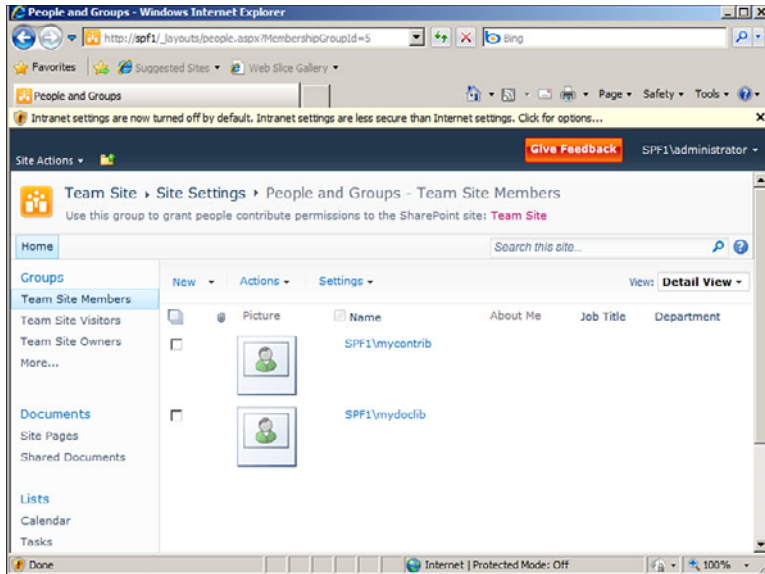 People and Groups - Windows Internet Explorer
http://spf1/_layouts/people.aspx?MembershipGroupId=5
Bing
Favorites Suggested Sites Web Slice Gallery
People and Groups Page Safety Tools
Intranet settings are now turned off by default. Intranet settings are less secure than Internet settings. Click for options...
Give Feedback
Site Actions SPF1\administrator
Team Site Site Settings People and Groups - Team Site Members
Use this group to grant people contribute permissions to the SharePoint site: Team Site
Home Search this site...
Groups
New Actions Settings View: Detail View
Team Site Members
Picture Name About Me Job Title Department
Team Site Visitors
Team Site Owners
SPF1\mycontrib
More...
Documents
SPF1\mydoclib
Site Pages
Shared Documents
Lists
Calendar
Tasks
Done Internet | Protected Mode: Off 100%